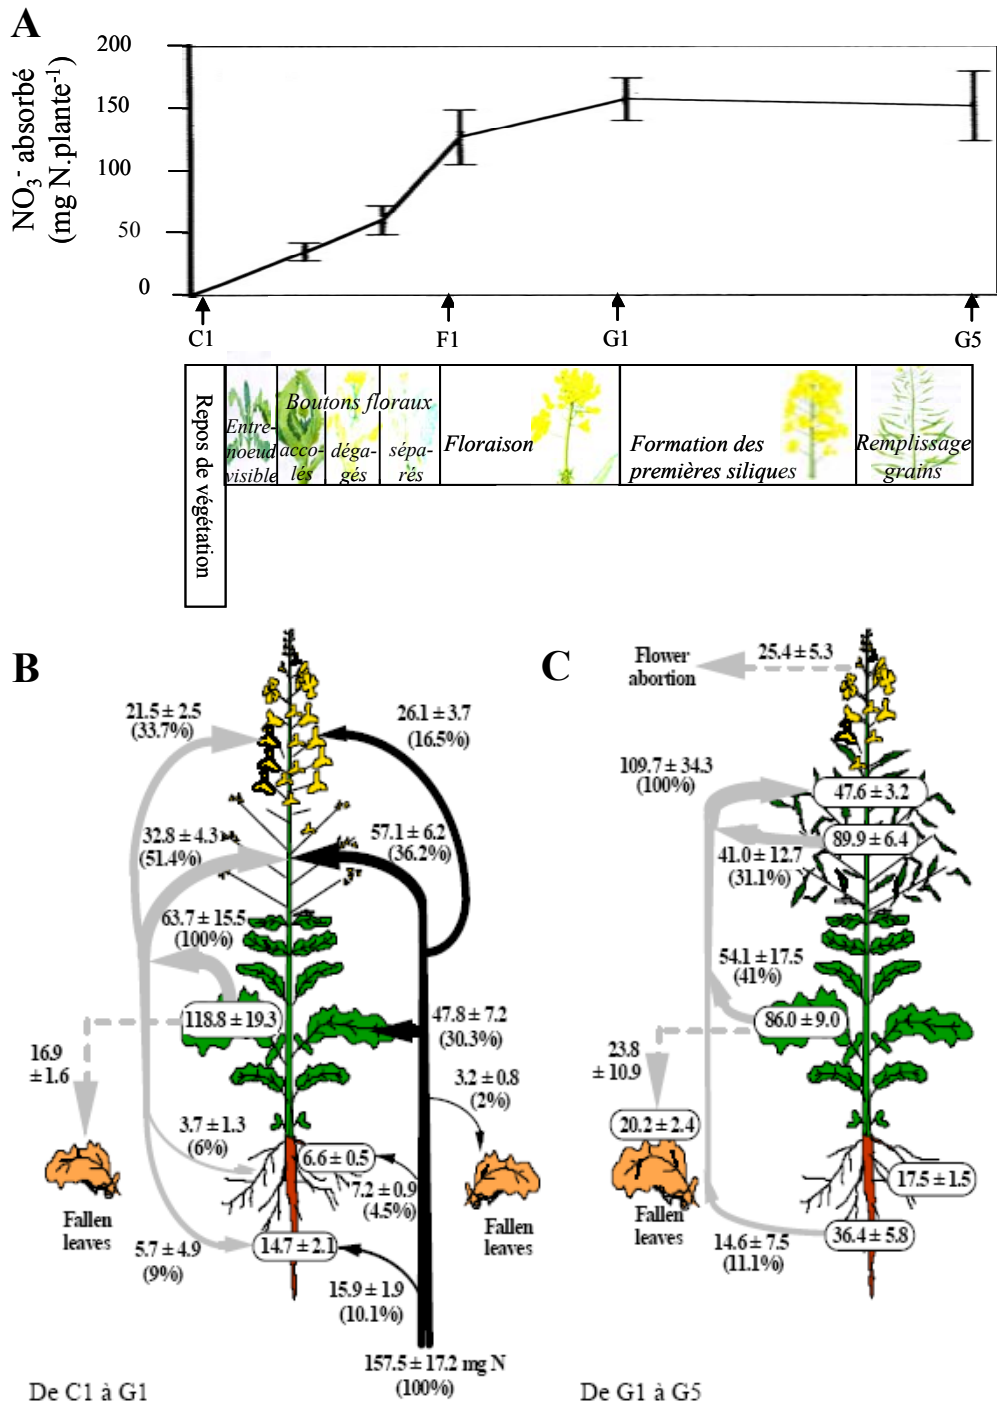 A
200
150
100
50
0
NO3- absorbé
(mg N.plante-1)
C1
F1
G1
G5
Repos de végétation
Entre-
noeud
visible
Boutons floraux
acco-
lés
déga-
gés
sépa-
rés
Floraison
Formation des
premières siliques
Remplissage
grains
B
21.5 ± 2.5
(33.7%)
26.1 ± 3.7
(16.5%)
32.8 ± 4.3
(51.4%)
57.1 ± 6.2
(36.2%)
63.7 ± 15.5
(100%)
118.8 ± 19.3
47.8 ± 7.2
(30.3%)
16.9
± 1.6
3.2 ± 0.8
(2%)
3.7 ± 1.3
(6%)
6.6 ± 0.5
7.2 ± 0.9
(4.5%)
Fallen
leaves
Fallen
leaves
5.7 ± 4.9
(9%)
14.7 ± 2.1
15.9 ± 1.9
(10.1%)
157.5 ± 17.2 mg N
(100%)
De C1 à G1
C
Flower
abortion
25.4 ± 5.3
109.7 ± 34.3
(100%)
47.6 ± 3.2
89.9 ± 6.4
41.0 ± 12.7
(31.1%)
54.1 ± 17.5
(41%)
86.0 ± 9.0
23.8
± 10.9
20.2 ± 2.4
17.5 ± 1.5
Fallen
leaves
14.6 ± 7.5
(11.1%)
36.4 ± 5.8
De G1 à G5